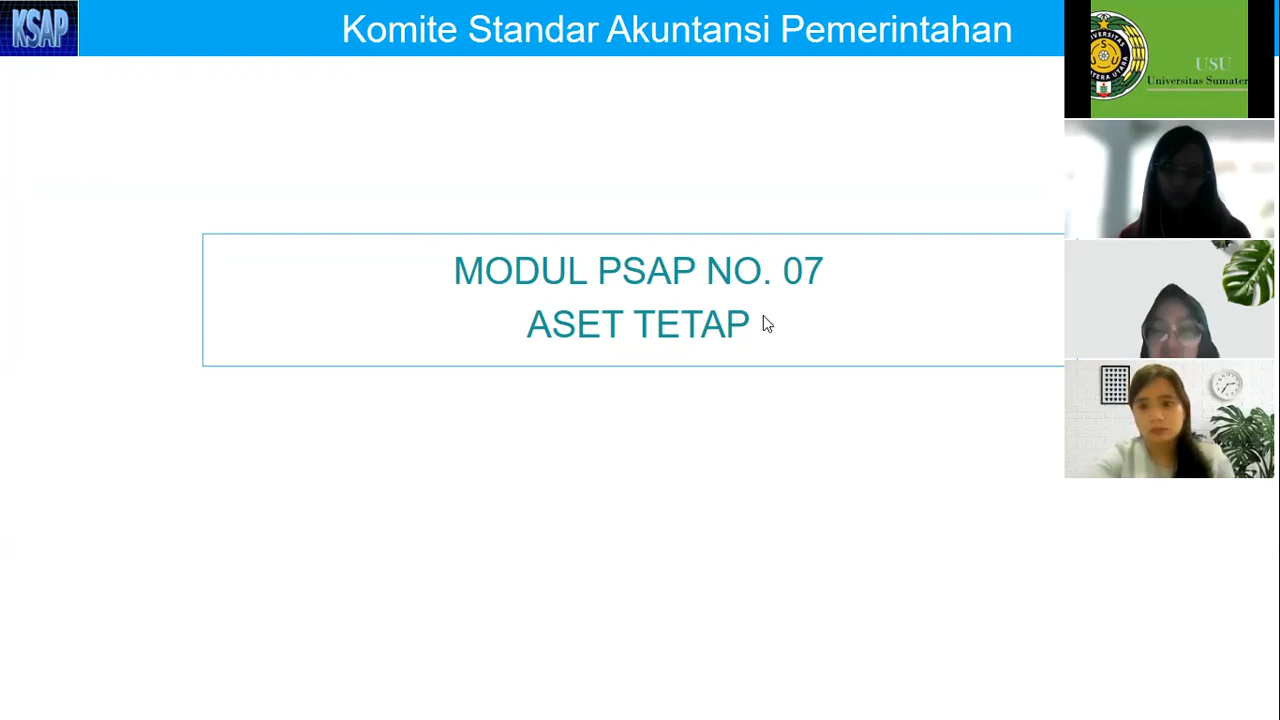 KSAP
Komite Standar Akuntansi Pemerintahan
MODUL PSAP NO. 07
ASET TETAP
USU
Universitas Sumater